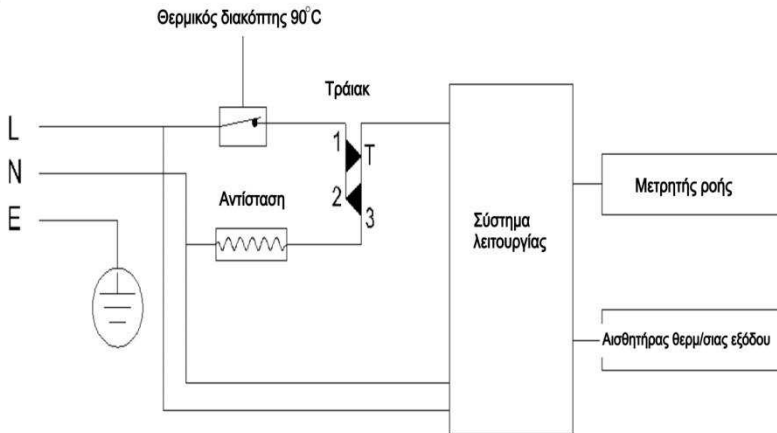 Θερμικός διακόπτης 90°C
Τράιακ
L
1
T
N
2
Αντίσταση
3
E
Σύστημα
λειτουργίας
Μετρητής ροής
Αισθητήρας θερμ/σιας εξόδου